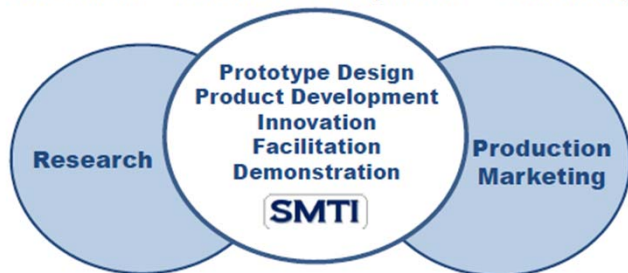 Research
Prototype Design
Product Development
Innovation
Facilitation
Demonstration
SMTI
Production
Marketing